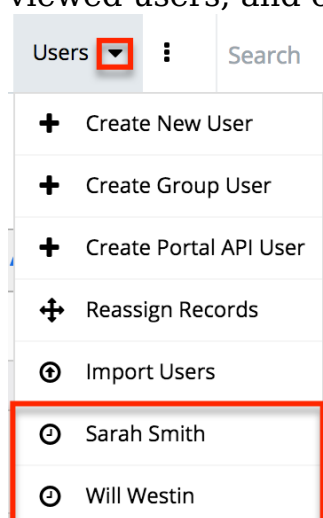 viewed users, and
Users
Search
Create New User
Create Group User
Create Portal API User
Reassign Records
Import Users
Sarah Smith
Will Westin